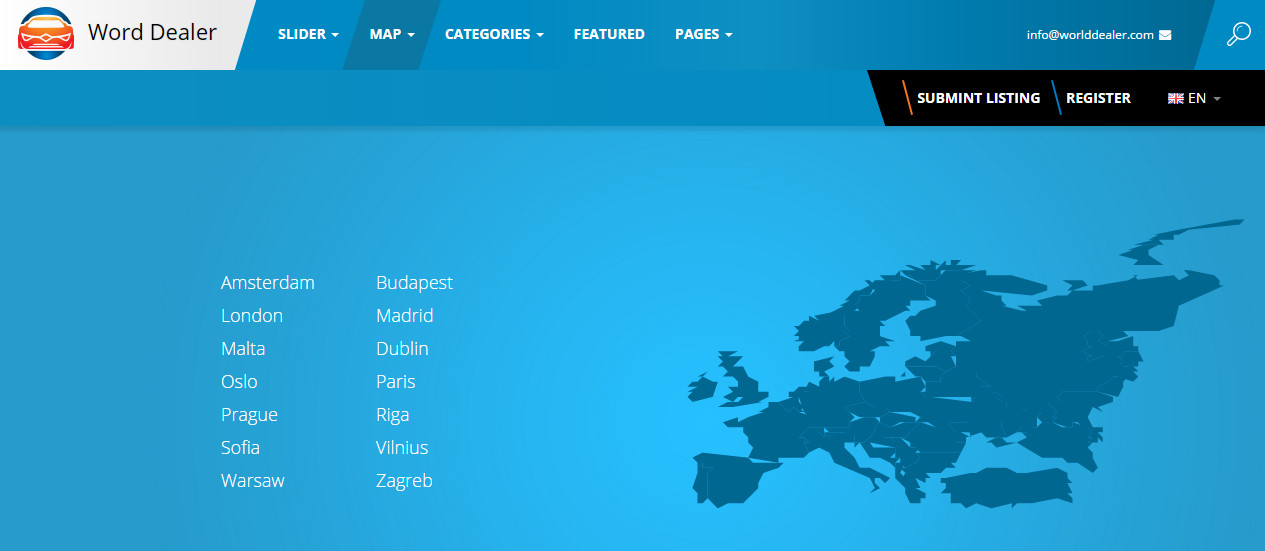 Word Dealer
SLIDER
MAP
CATEGORIES
FEATURED
PAGES
info@worlddealer.com
SUBMINT LISTING
REGISTER
EN
Amsterdam
Budapest
London
Madrid
Malta
Dublin
Oslo
Paris
Prague
Riga
Sofia
Vilnius
Warsaw
Zagreb